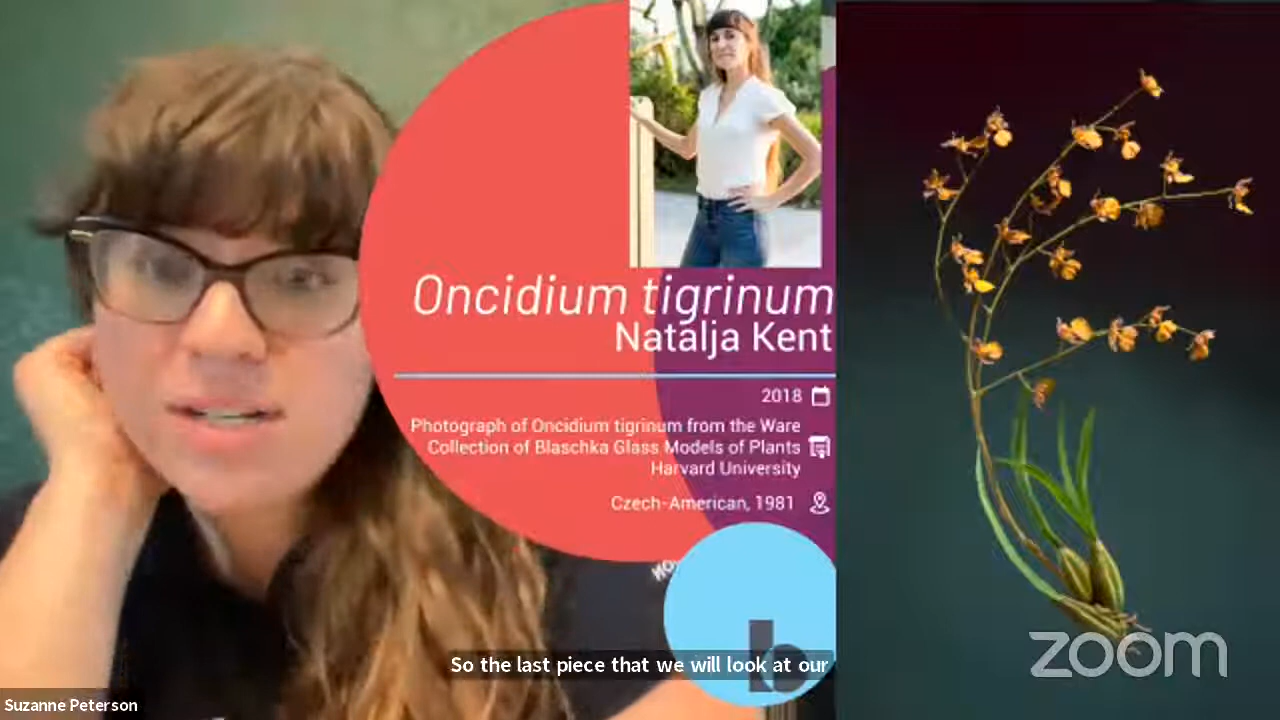 Oncidium tigrinum
Natalja Kent
2018
Photograph of Oncidium tigrinum from the Ware
Collection of Blaschka Glass Models of Plants
Harvard University
Czech-American, 1981
b
So the last piece that we will look at our
zoom
Suzanne Peterson